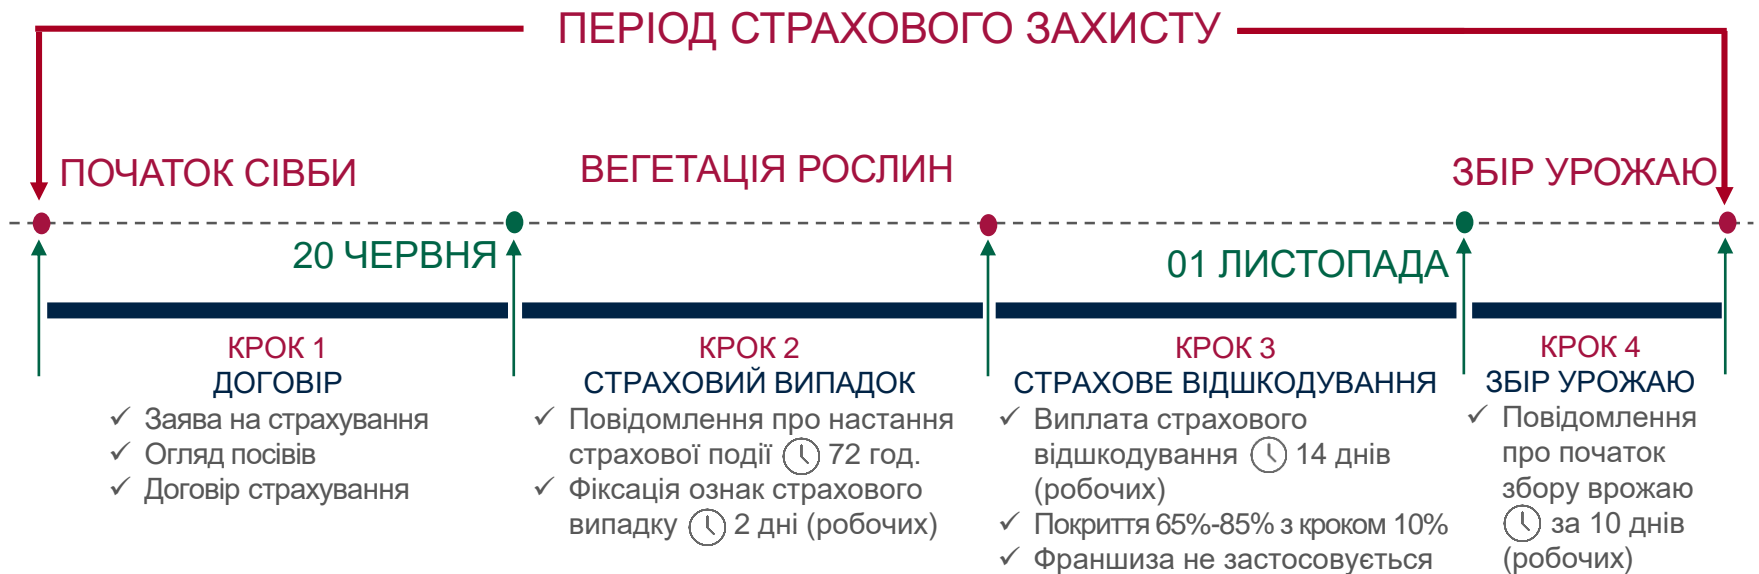 ПЕРІОД СТРАХОВОГО ЗАХИСТУ
ПОЧАТОК СІВБИ
ВЕГЕТАЦІЯ РОСЛИН
ЗБІР УРОЖАЮ
20 ЧЕРВНЯ
01 ЛИСТОПАДА
КРОК 1
ДОГОВІР
✓ Заява на страхування
✓ Огляд посівів
✓ Договір страхування
КРОК 2
СТРАХОВИЙ ВИПАДОК
✓ Повідомлення про настання
страхової події 72 год.
✓ Фіксація ознак страхового
випадку 2 дні (робочих)
КРОК 3
СТРАХОВЕ ВІДШКОДУВАННЯ
✓ Виплата страхового
відшкодування 14 днів
(робочих)
✓ Покриття 65%-85% з кроком 10%
✓ Франшиза не застосовується
КРОК 4
ЗБІР УРОЖАЮ
✓ Повідомлення
про початок
збору врожаю
за 10 днів
(робочих)